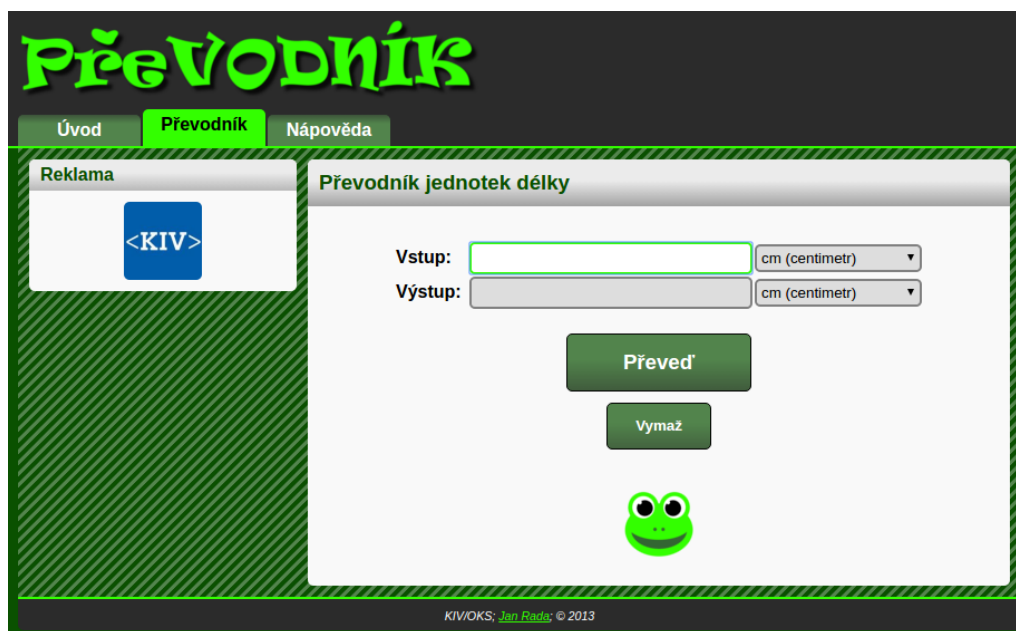 PřeVODNÍK
Úvod Převodník Nápověda
Reklama
<KIV>
Převodník jednotek délky
Vstup: cm (centimetr)
Výstup: cm (centimetr)
Převeď
Vymaž
KIV/OKS; Jan Rada; © 2013